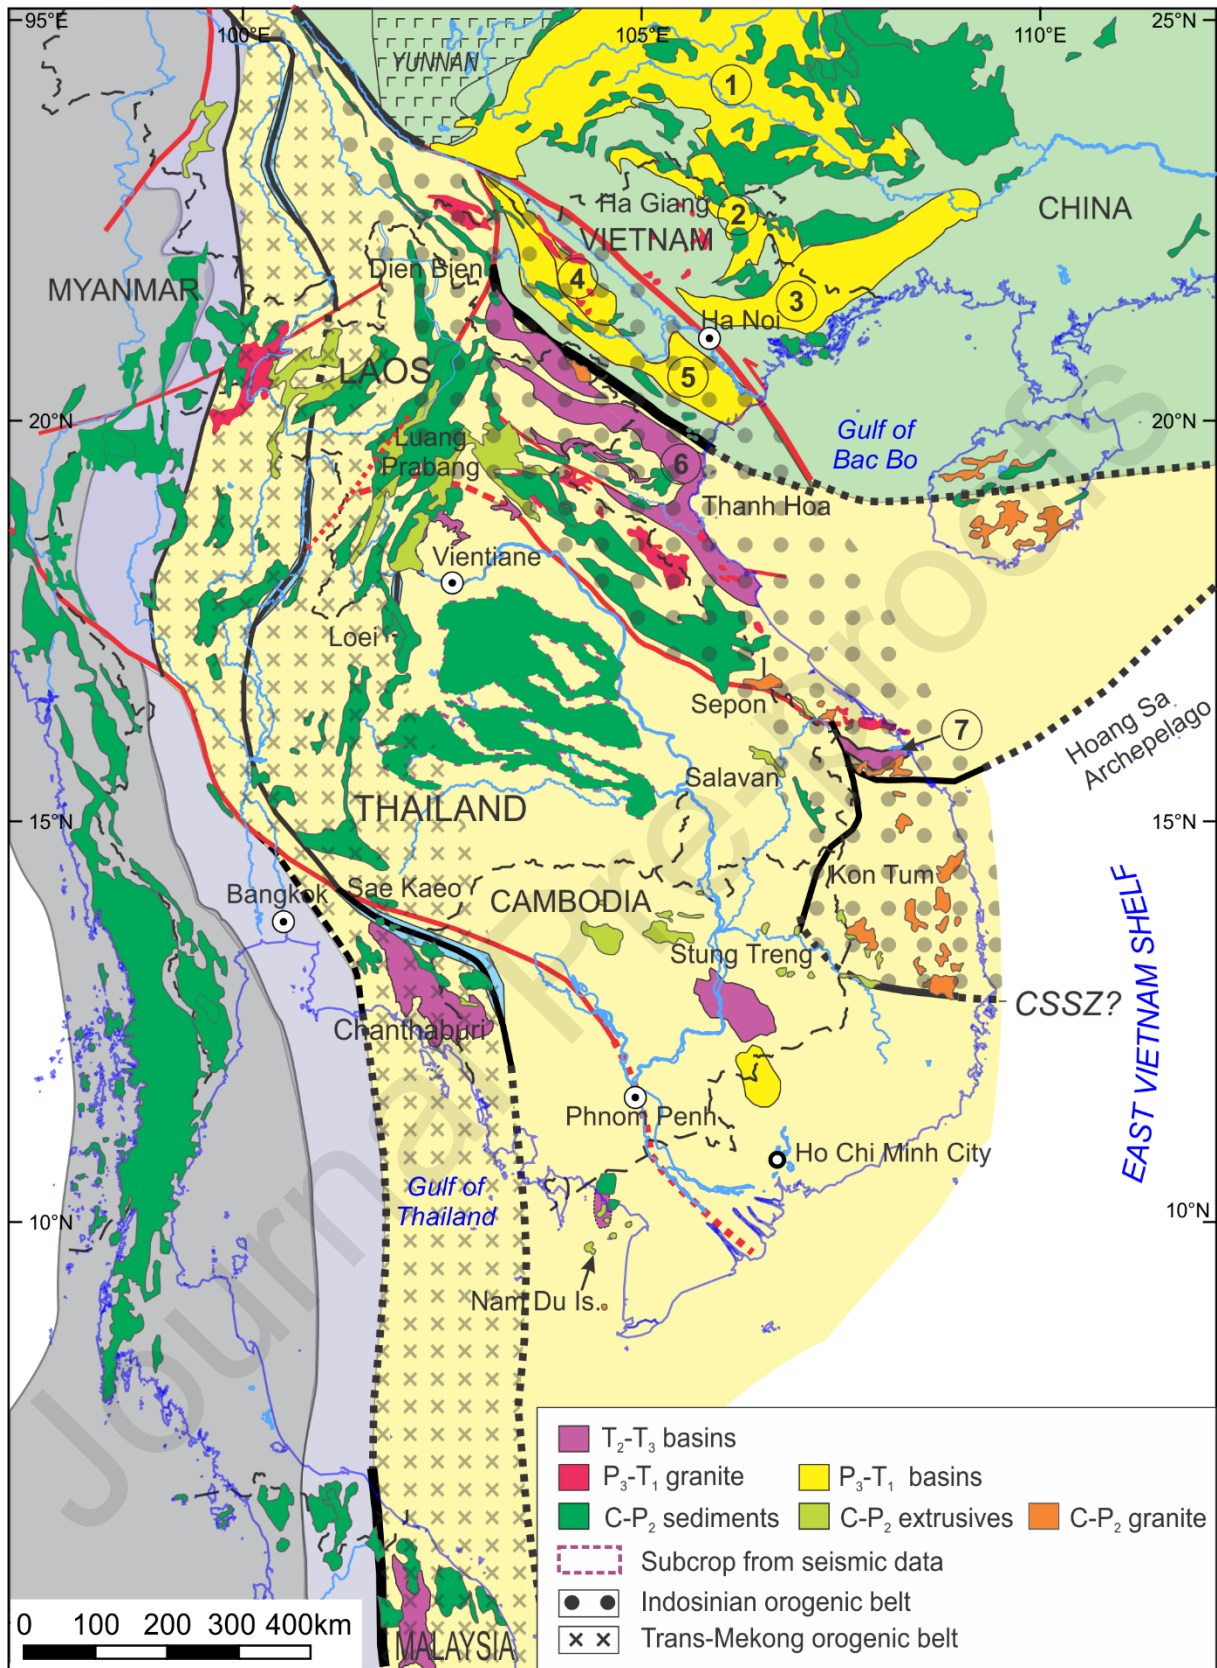 95°E
100°E
105°E
110°E
25°N
YUNNAN
1
Ha Giang
2
CHINA
VIETNAM
Dien Bien
MYANMAR
4
3
Ha Noi
LAOS
5
20°N
20°N
Gulf of
Bac Bo
Luang
Prabang
6
Thanh Hoa
Vientiane
Loei
Sepon
7
Hoang Sa
Archepelago
Salavan
THAILAND
15°N
15°N
Kon Tum
Sae Kaeo
Bangkok
CAMBODIA
Stung Treng
CSSZ?
Chanthaburi
EAST VIETNAM SHELF
Phnom Penh
Ho Chi Minh City
Gulf of
Thailand
10°N
10°N
Nam Du Is.
Journal Pre-proofs
T₂-T₃ basins
P₃-T₁ granite
P₃-T₁ basins
C-P₂ sediments
C-P₂ extrusives
C-P₂ granite
Subcrop from seismic data
Indosinian orogenic belt
Trans-Mekong orogenic belt
0 100 200 300 400km
MALAYSIA